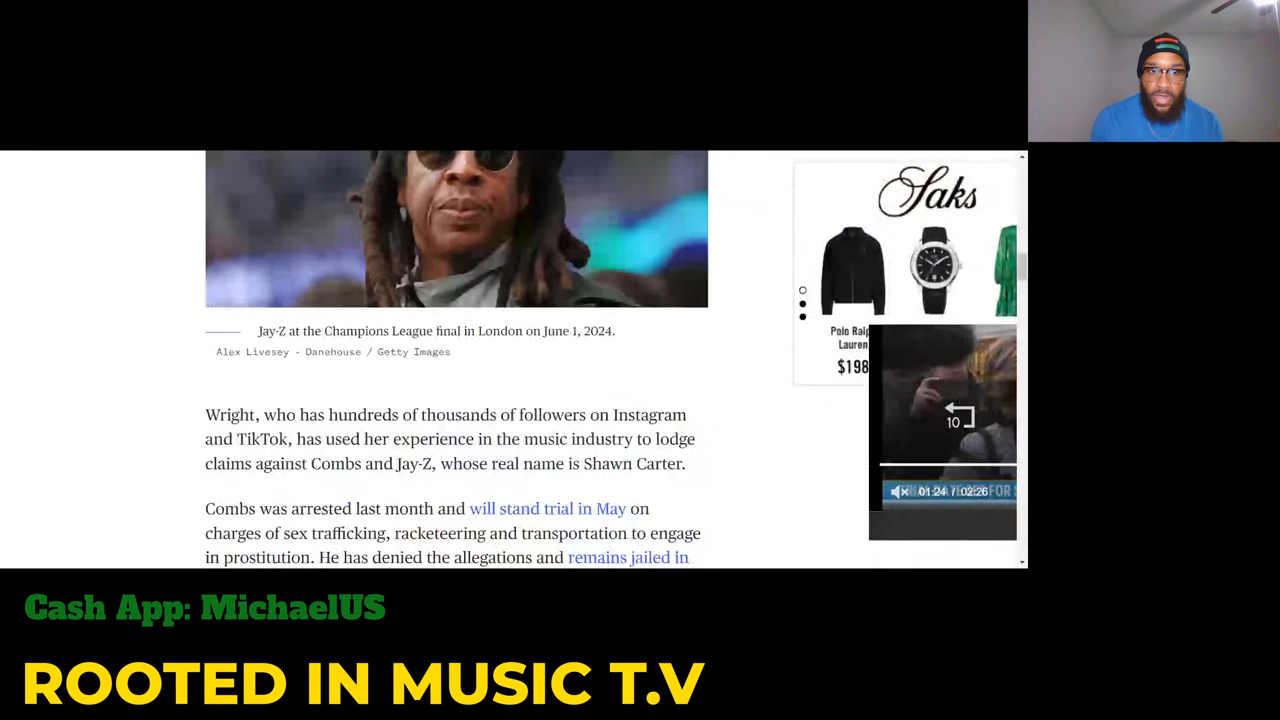 Saks
Jay-Z at the Champions League final in London on June 1, 2024.
Alex Livesey - Danehouse / Getty Images
Polo Ralp
Lauren
$198
10
01:24 / 02:26
Wright, who has hundreds of thousands of followers on Instagram
and TikTok, has used her experience in the music industry to lodge
claims against Combs and Jay-Z, whose real name is Shawn Carter.
Combs was arrested last month and will stand trial in May on
charges of sex trafficking, racketeering and transportation to engage
in prostitution. He has denied the allegations and remains jailed in
Cash App: MichaelUS
ROOTED IN MUSIC T.V